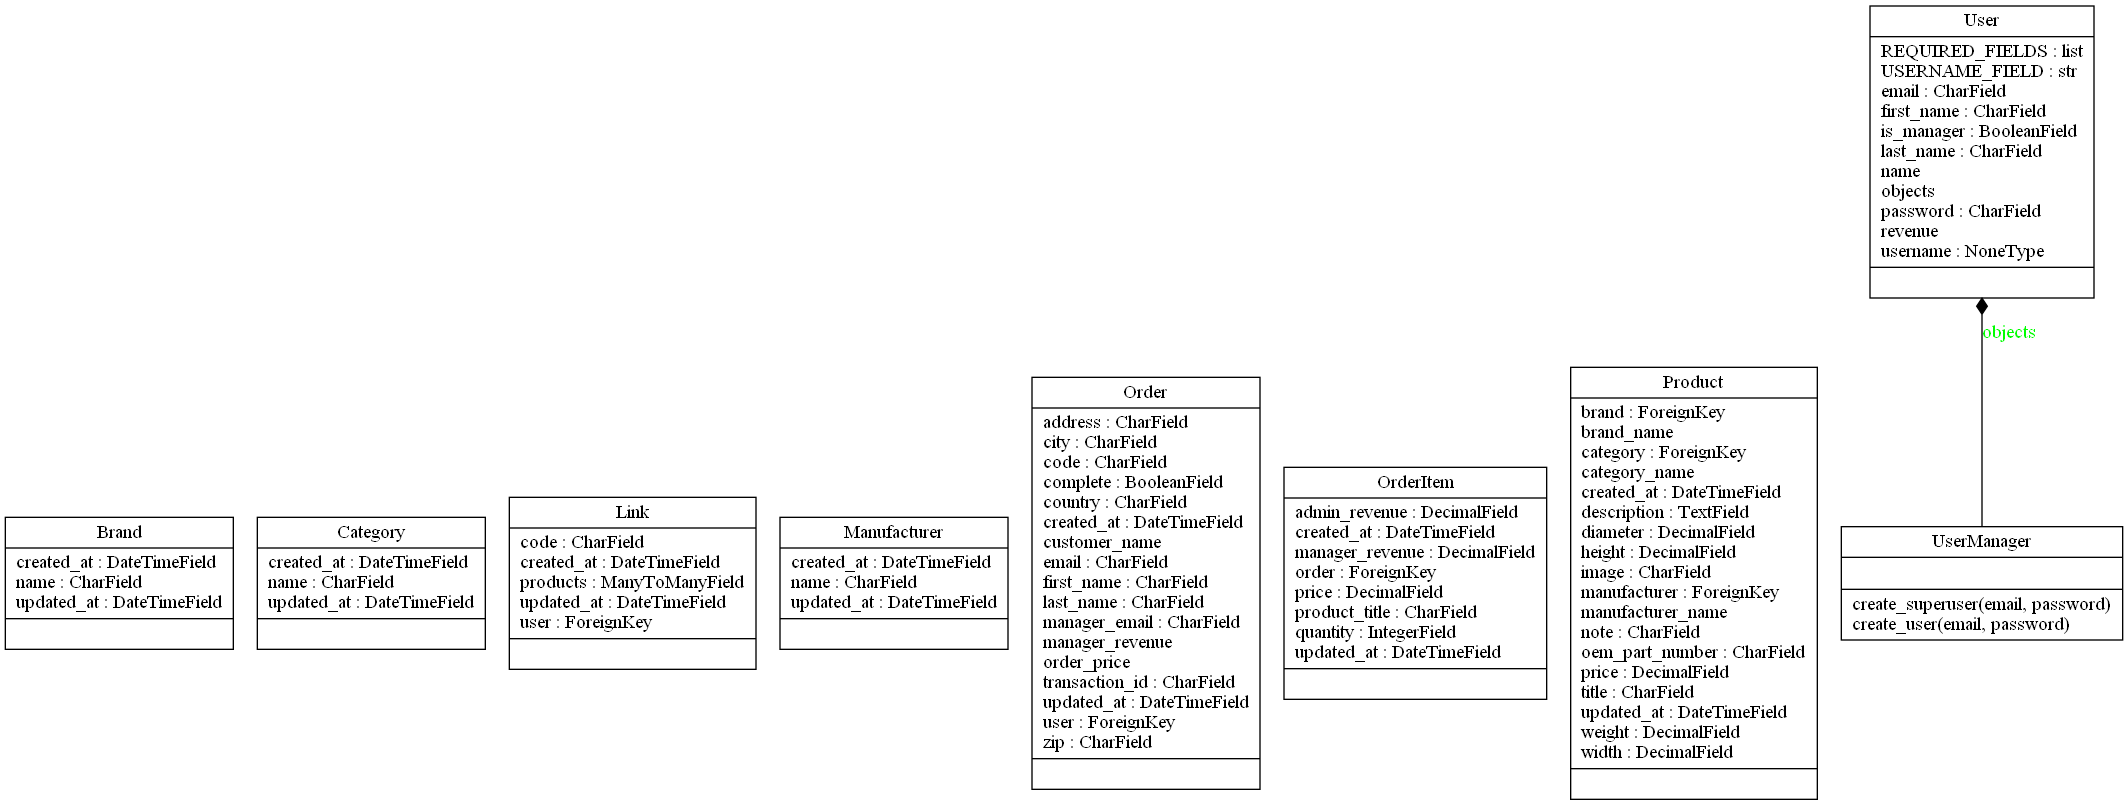 User
REQUIRED_FIELDS : list
USERNAME_FIELD : str
email : CharField
first_name : CharField
is_manager : BooleanField
last_name : CharField
name
objects
password : CharField
revenue
username : NoneType
objects
Brand
created_at : DateTimeField
name : CharField
updated_at : DateTimeField
Category
created_at : DateTimeField
name : CharField
updated_at : DateTimeField
Link
code : CharField
created_at : DateTimeField
products : ManyToManyField
updated_at : DateTimeField
user : ForeignKey
Manufacturer
created_at : DateTimeField
name : CharField
updated_at : DateTimeField
Order
address : CharField
city : CharField
code : CharField
complete : BooleanField
country : CharField
created_at : DateTimeField
customer_name
email : CharField
first_name : CharField
last_name : CharField
manager_email : CharField
manager_revenue
order_price
transaction_id : CharField
updated_at : DateTimeField
user : ForeignKey
zip : CharField
OrderItem
admin_revenue : DecimalField
created_at : DateTimeField
manager_revenue : DecimalField
order : ForeignKey
price : DecimalField
product_title : CharField
quantity : IntegerField
updated_at : DateTimeField
Product
brand : ForeignKey
brand_name
category : ForeignKey
category_name
created_at : DateTimeField
description : TextField
diameter : DecimalField
height : DecimalField
image : CharField
manufacturer : ForeignKey
manufacturer_name
note : CharField
oem_part_number : CharField
price : DecimalField
title : CharField
updated_at : DateTimeField
weight : DecimalField
width : DecimalField
UserManager
create_superuser(email, password)
create_user(email, password)